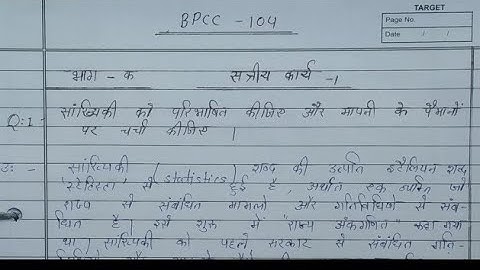 BPCC - 104
TARGET
Page No.
Date / /
भाग - क सत्रीय कार्य -1
Q:1- सांख्यिकी को परिभाषित कीजिए और मापनी के पैमानों
पर चर्चा कीजिए ।
उ: - सांख्यिकी (statistics) शब्द की उत्पति इटैलियन शब्द
'स्टेटिस्टा' से हुई है, अर्थात एक व्यक्ति जो
राज्य से संबंधित मामलो और गतिविधियों से संब-
धित है। इसे शुरू में "राज्य अंकगणित" कहा गया
था। सांख्यिकी को पहले सरकार से संबंधित गति-